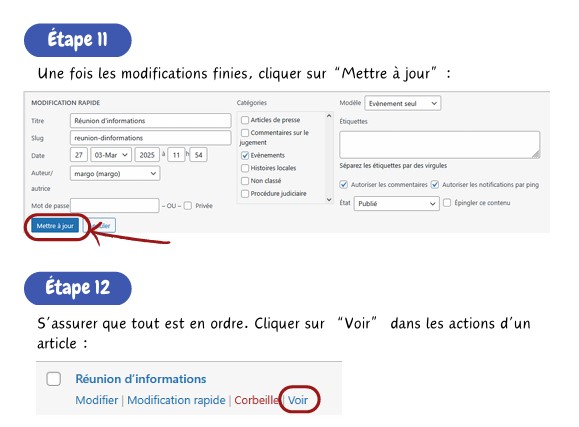 Étape 11
Une fois les modifications finies, cliquer sur “Mettre à jour” :
MODIFICATION RAPIDE
Titre Réunion d'informations
Slug reunion-dinformations
Date 27 03-Mar 2025 à 11 h 54
Auteur/autrice margo (margo)
Mot de passe – OU – Privée
Mettre à jour
Catégories
Articles de presse
Commentaires sur le jugement
Evènements
Histoires locales
Non classé
Procédure judiciaire
Modèle Evènement seul
Étiquettes
Séparez les étiquettes par des virgules
Autoriser les commentaires Autoriser les notifications par ping
État Publié Épingler ce contenu
Étape 12
S'assurer que tout est en ordre. Cliquer sur “Voir” dans les actions d'un
article :
Réunion d'informations
Modifier | Modification rapide | Corbeille | Voir